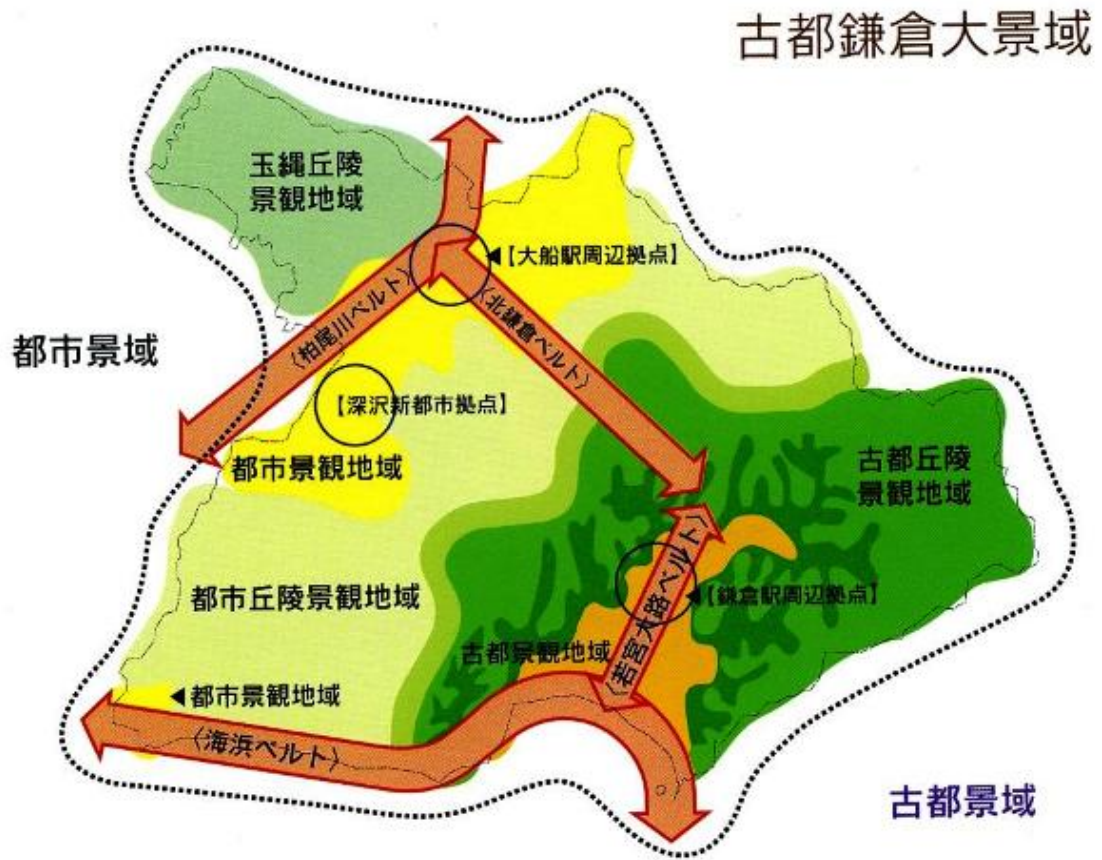 古都鎌倉大景域
玉縄丘陵
景観地域
◀【大船駅周辺拠点】
〈柏尾川ベルト〉
〈北鎌倉ベルト〉
都市景域
【深沢新都市拠点】
都市景観地域
古都丘陵
景観地域
都市丘陵景観地域
◀【鎌倉駅周辺拠点】
〈若宮大路ベルト〉
古都景観地域
◀都市景観地域
〈海浜ベルト〉
古都景域